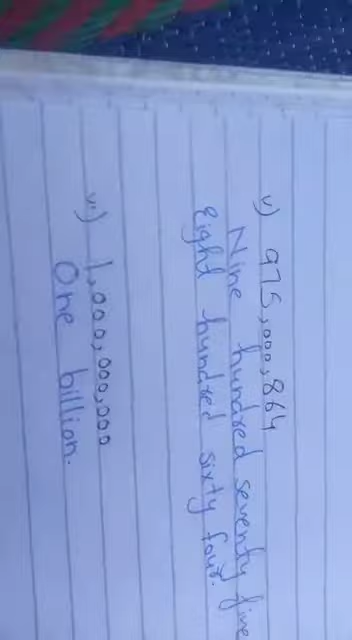 v) 975,000,864
Nine hundred seventy five
Eight hundred sixty four.
vi) 1,000,000,000
One billion.